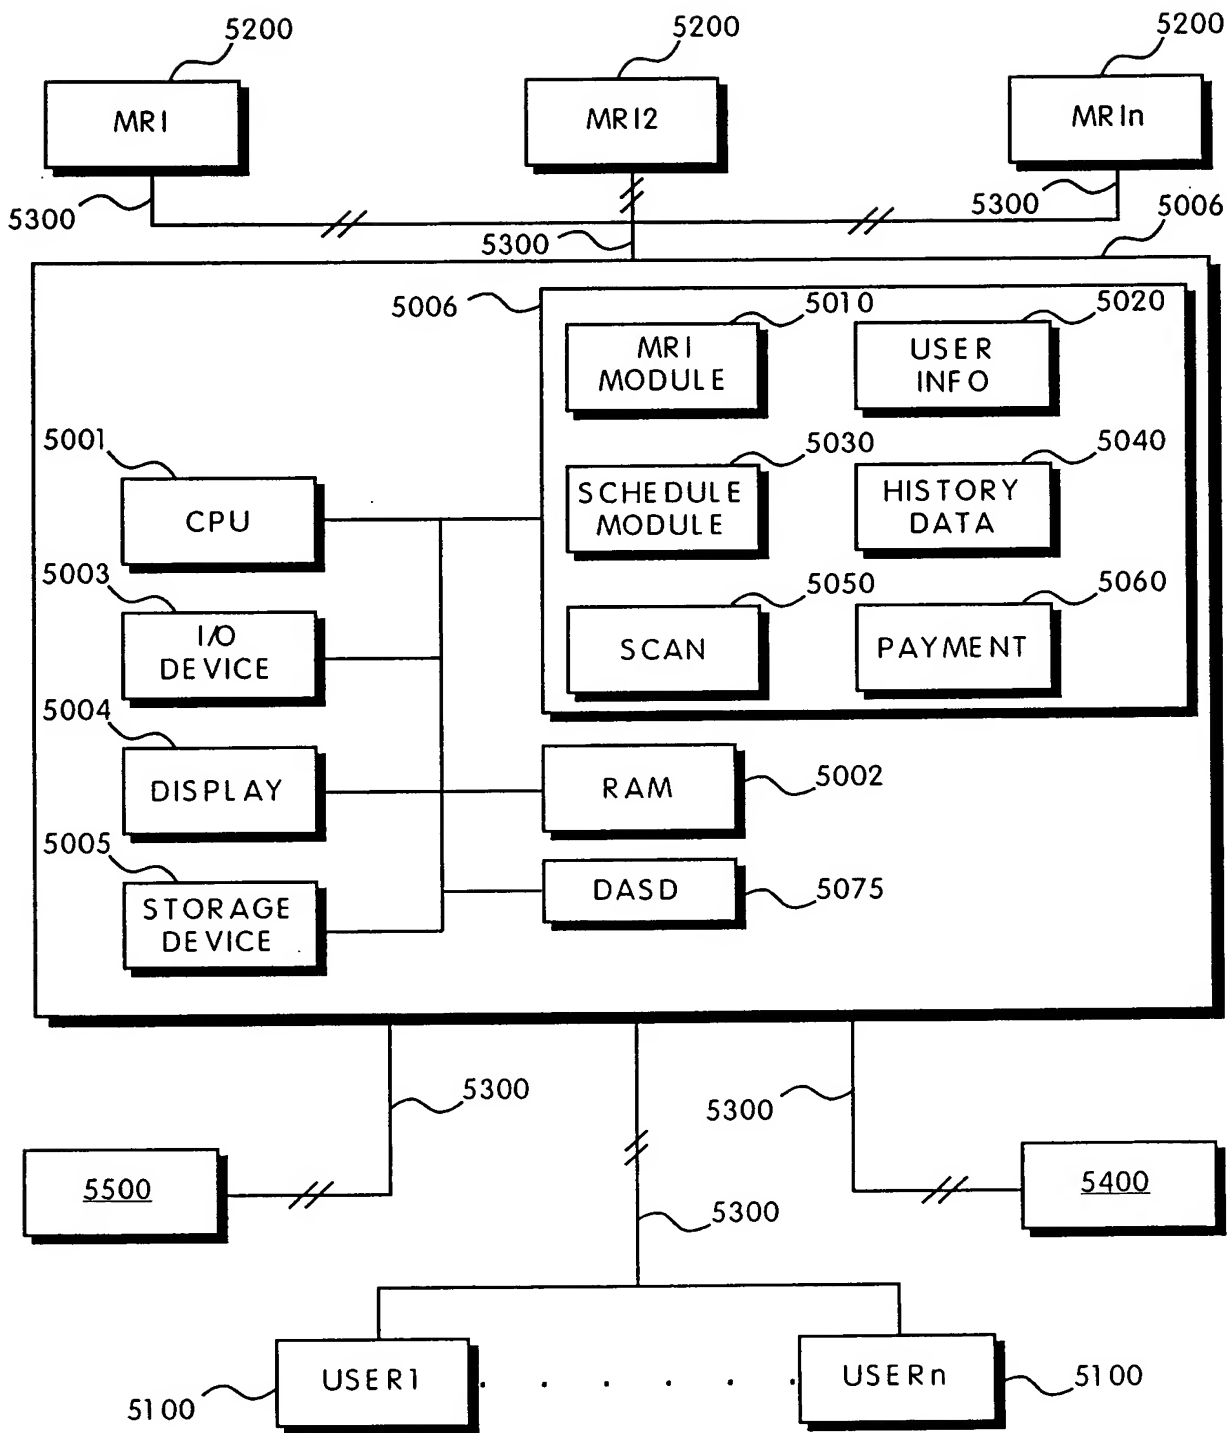 5200
5200
5200
MRI
MRI2
MRIn
5300
5300
5300
5006
5006
5010
5020
MRI
MODULE
USER
INFO
5001
5030
5040
CPU
SCHEDULE
MODULE
HISTORY
DATA
5003
5050
5060
I/O
DEVICE
SCAN
PAYMENT
5004
DISPLAY
RAM
5002
5005
STORAGE
DEVICE
DASD
5075
5300
5300
5500
5400
5300
USER1
. . . . . .
USERn
5100
5100